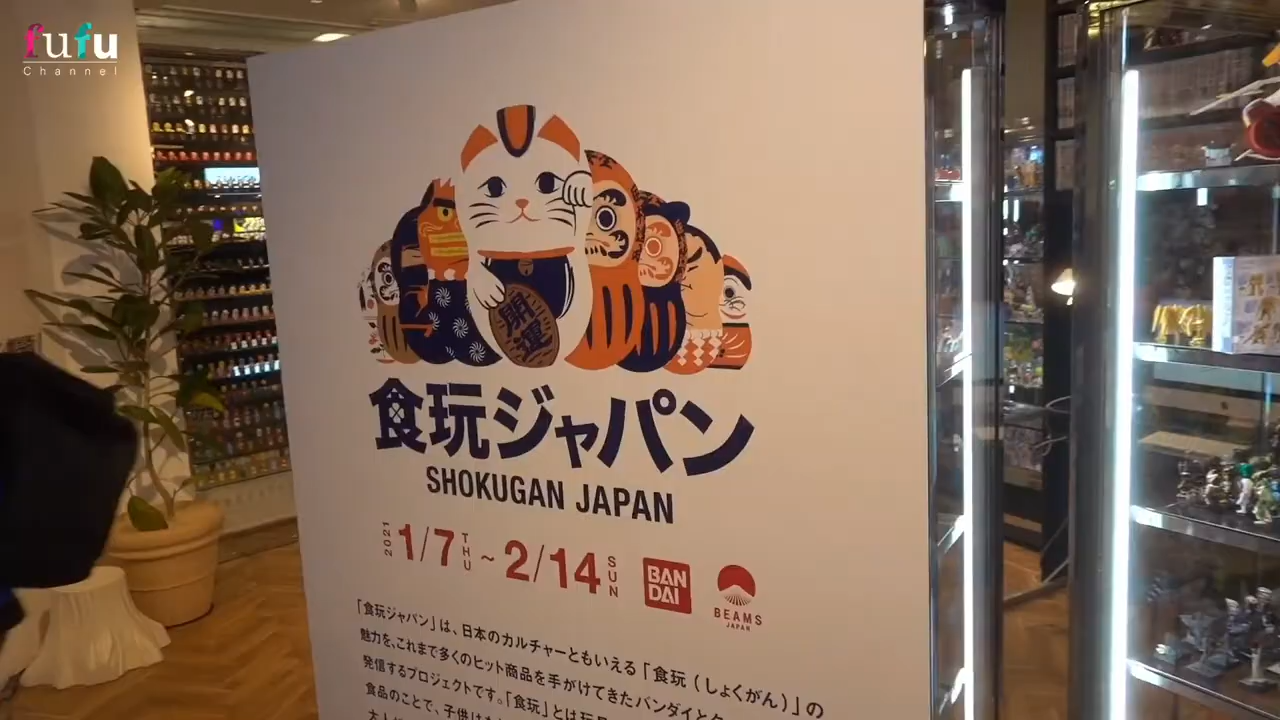 fufu
Channel
開運
食玩ジャパン
SHOKUGAN JAPAN
2021 1/7 THU ~ 2/14 SUN
BAN
DAI
BEAMS
JAPAN
「食玩ジャパン」は、日本のカルチャーともいえる「食玩(しょくがん)」の
魅力を、これまで多くのヒット商品を手がけてきたバンダイと
発信するプロジェクトです。「食玩」とは玩
食品のことで、子供は